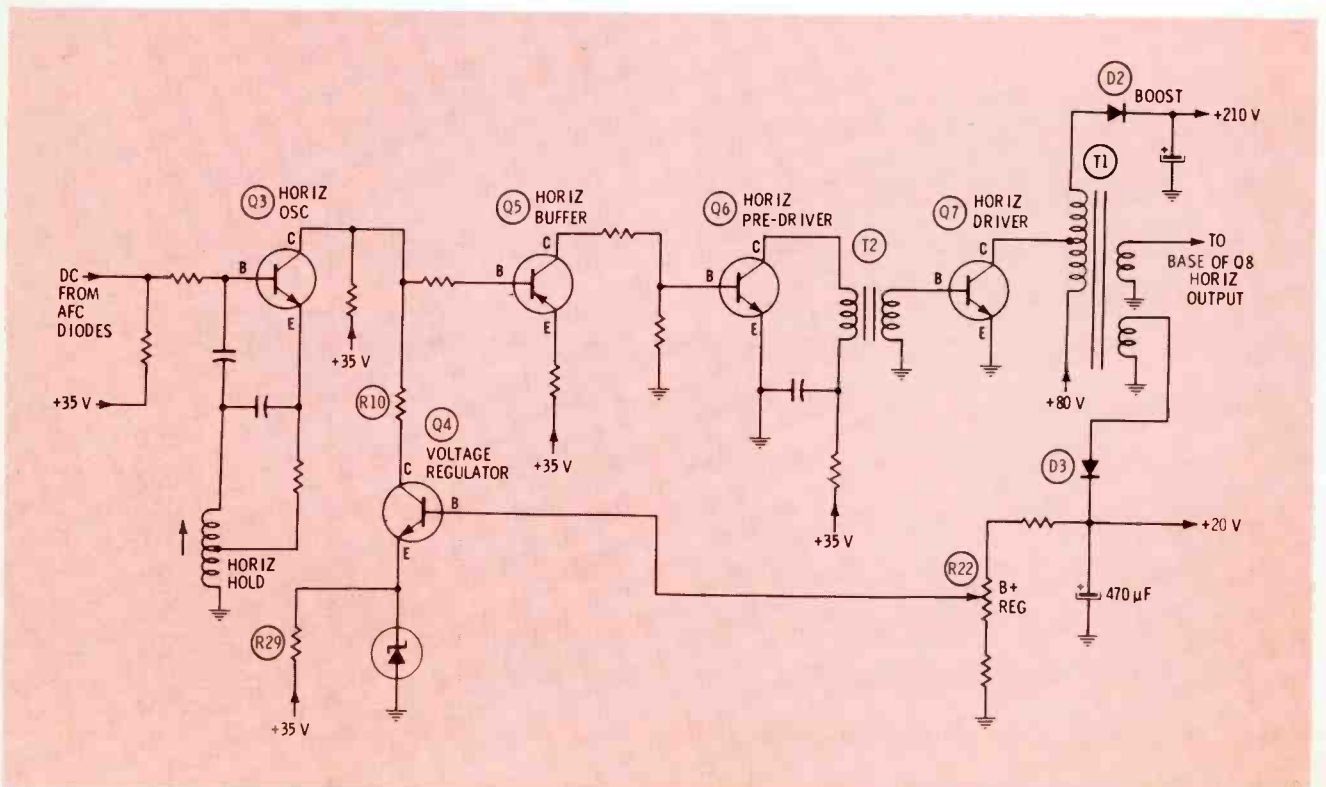 D2
BOOST
+210 V
+
T1
Q3
HORIZ
OSC
Q5
HORIZ
BUFFER
Q6
HORIZ
PRE-DRIVER
Q7
HORIZ
DRIVER
C
C
C
T2
C
DC
FROM
AFC
DIODES
B
B
B
B
E
E
E
E
TO
BASE OF Q8
HORIZ
OUTPUT
+35 V
+35 V
R10
+80 V
Q4
VOLTAGE
REGULATOR
+35 V
D3
C
B
+35 V
+20 V
HORIZ
HOLD
E
R22
B+
REG
+
470 µF
R29
+35 V